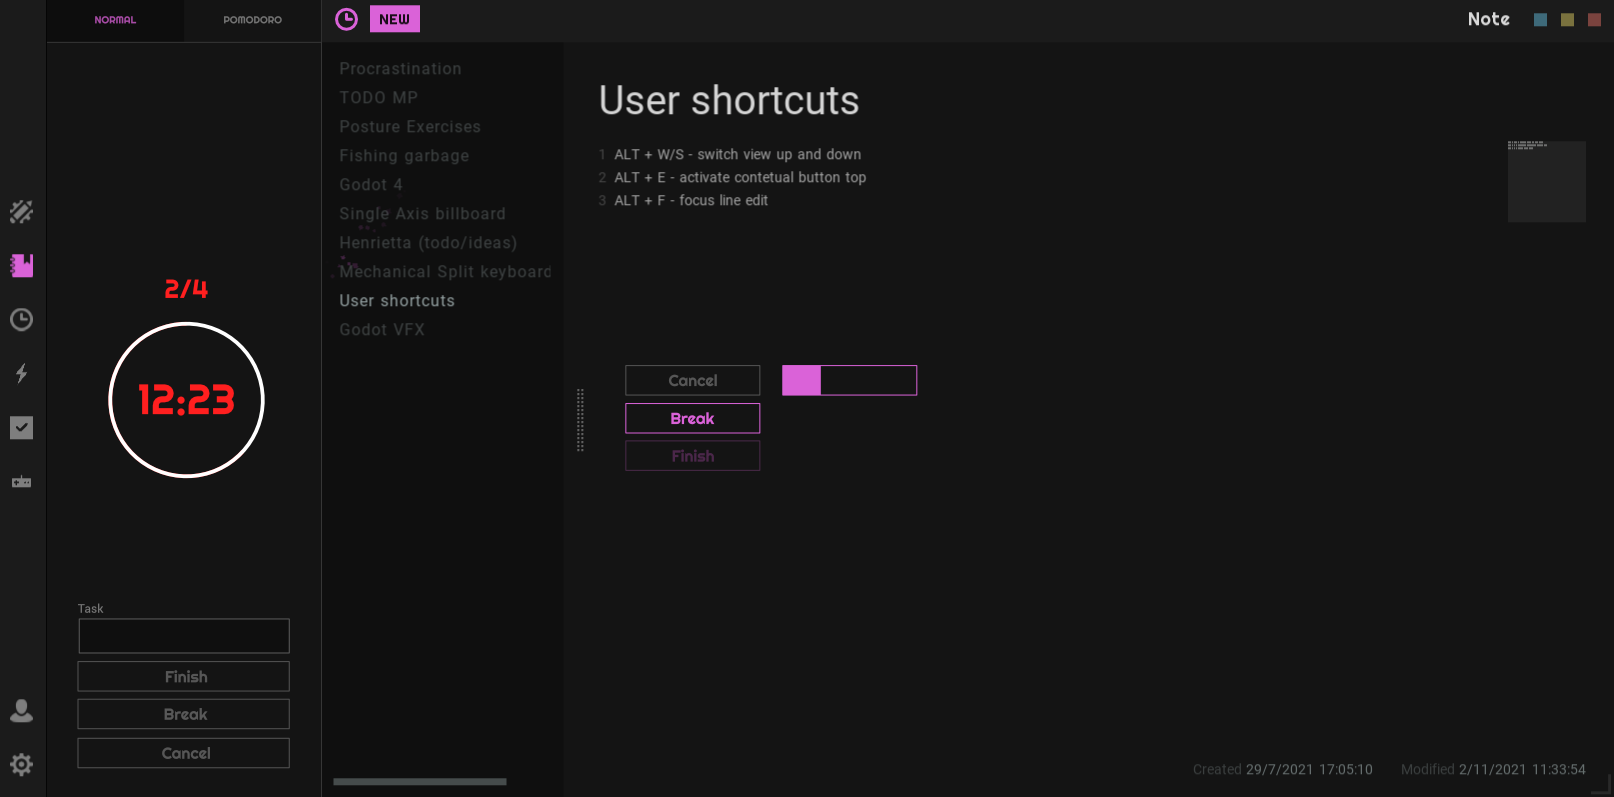 NORMAL
POMODORO
NEW
Note
2/4
12:23
Task
Finish
Break
Cancel
Procrastination
TODO MP
Posture Exercises
Fishing garbage
Godot 4
Single Axis billboard
Henrietta (todo/ideas)
Mechanical Split keyboard
User shortcuts
Godot VFX
User shortcuts
1 ALT + W/S - switch view up and down
2 ALT + E - activate contetual button top
3 ALT + F - focus line edit
Cancel
Break
Finish
Created 29/7/2021 17:05:10
Modified 2/11/2021 11:33:54